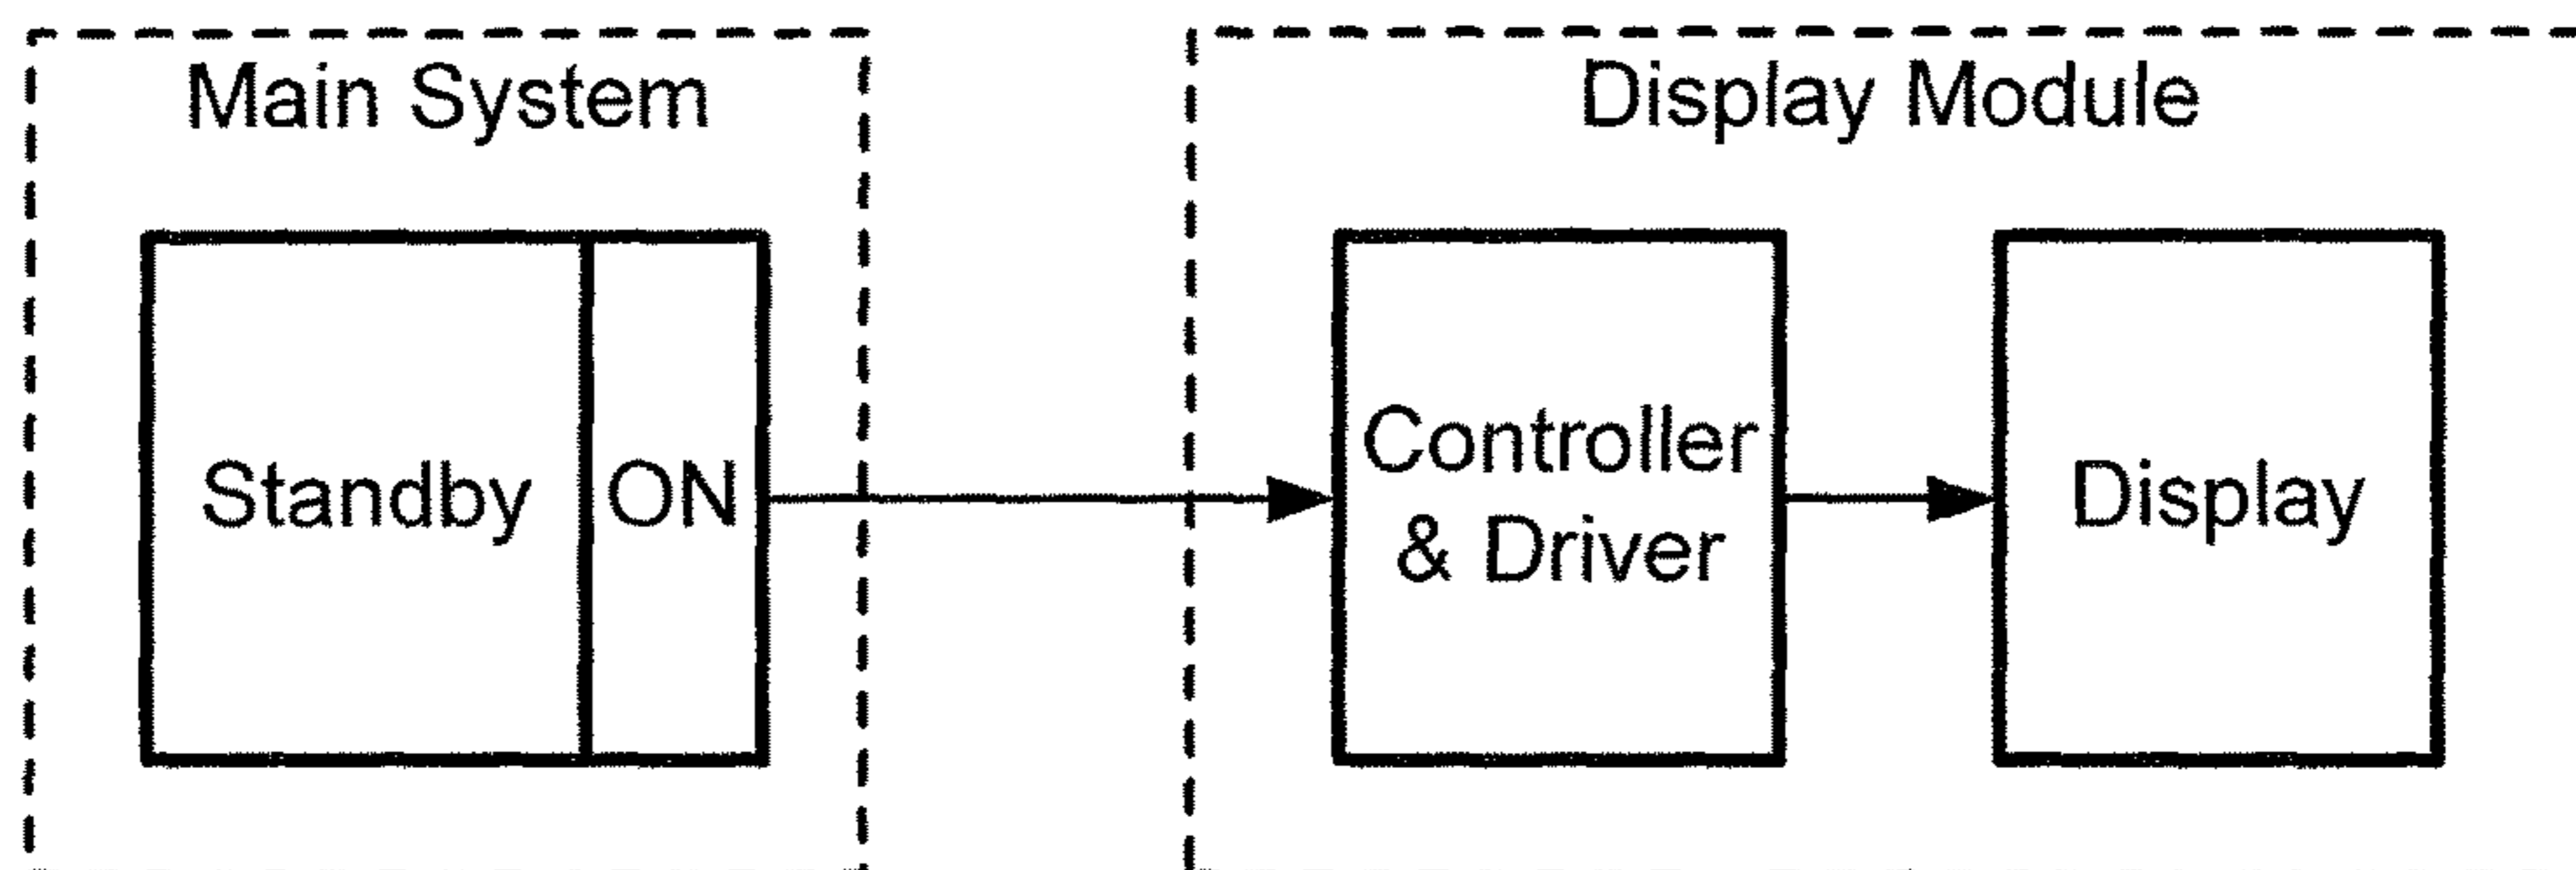 Main System
Display Module
Standby
ON
Controller
& Driver
Display